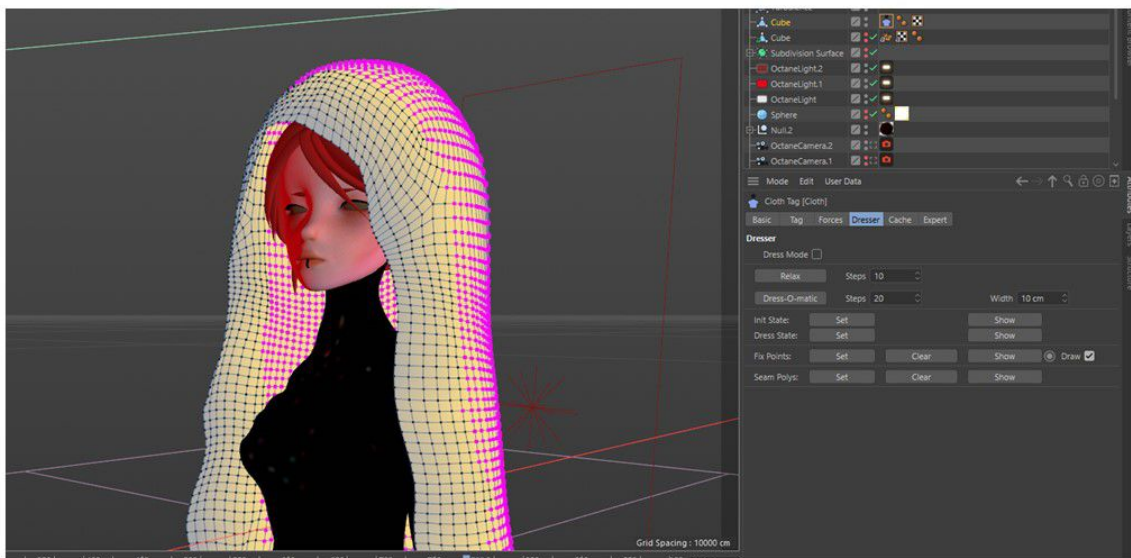 Cube
Cube
Subdivision Surface
OctaneLight.2
OctaneLight.1
OctaneLight
Sphere
Null.2
OctaneCamera.2
OctaneCamera.1
Mode Edit User Data
Cloth Tag [Cloth]
Basic Tag Forces Dresser Cache Expert
Dresser
Dress Mode
Relax Steps 10
Dress-O-matic Steps 20 Width 10 cm
Init State: Set Show
Dress State: Set Show
Fix Points: Set Clear Show Draw
Seam Polys: Set Clear Show
Attributes
Layers
Structure
Grid Spacing : 10000 cm